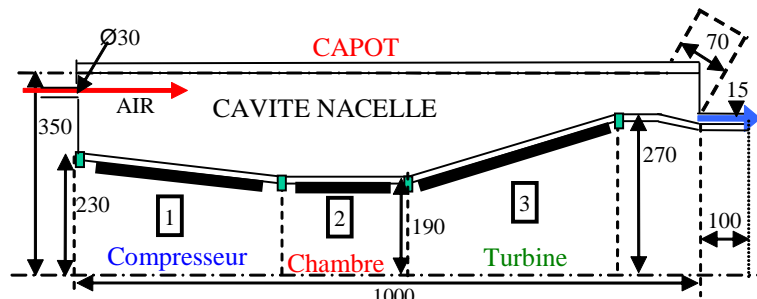 Ø30
CAPOT
70
AIR
CAVITE NACELLE
15
350
230
270
190
1
2
3
100
Compresseur
Chambre
Turbine
1000